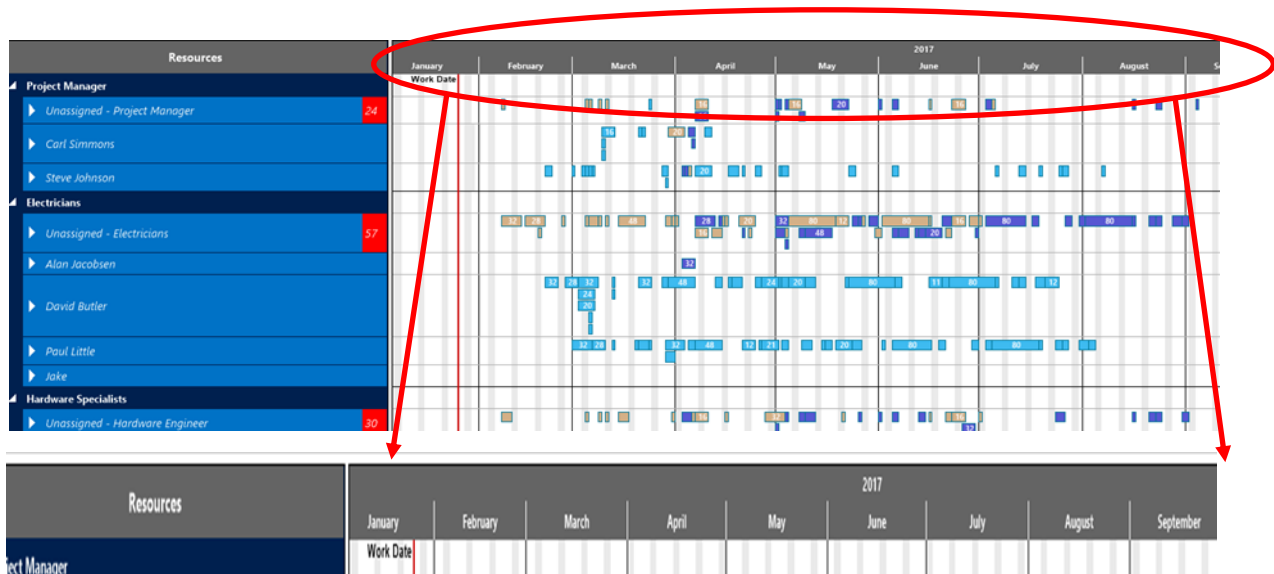 Resources
2017
January February March April May June July August Se
Work Date
Project Manager
Unassigned - Project Manager 24 16 16 20 16
Carl Simmons 16 20
Steve Johnson 20
Electricians
32 28 48 28 20 32 80 12 80 16 80 80
Unassigned - Electricians 57 16 48 20
Alan Jacobsen 32
32 28 32 32 48 24 20 80 11 80 12
24
David Butler 20
Paul Little 32 28 32 48 12 21 20 80 80
Jake
Hardware Specialists
Unassigned - Hardware Engineer 30 16 32 16
32
2017
Resources
January February March April May June July August September
Work Date
ject Manager